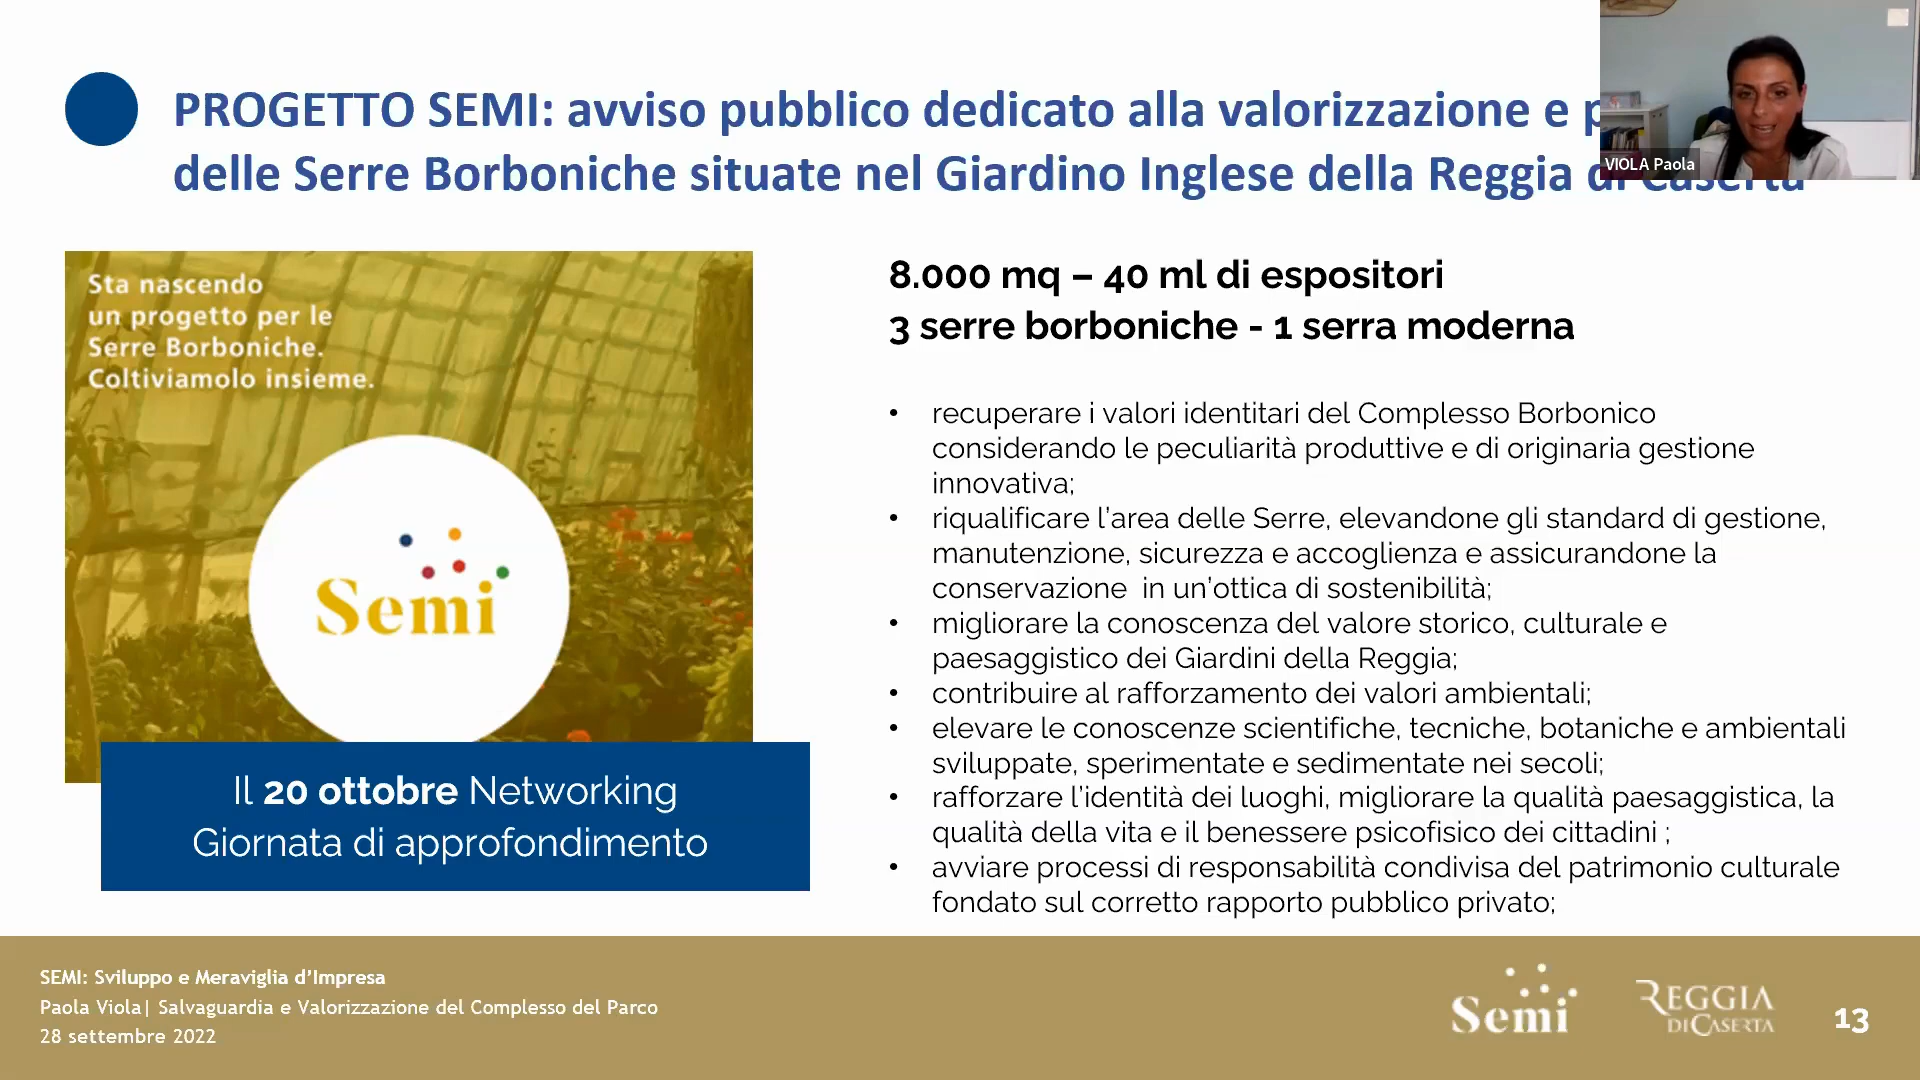 PROGETTO SEMI: avviso pubblico dedicato alla valorizzazione e
delle Serre Borboniche situate nel Giardino Inglese della Reggia di Caserta
VIOLA Paola
Sta nascendo
un progetto per le
Serre Borboniche.
Coltiviamolo insieme.
Semi
Il 20 ottobre Networking
Giornata di approfondimento
8.000 mq – 40 ml di espositori
3 serre borboniche - 1 serra moderna
• recuperare i valori identitari del Complesso Borbonico
considerando le peculiarità produttive e di originaria gestione
innovativa;
• riqualificare l'area delle Serre, elevandone gli standard di gestione,
manutenzione, sicurezza e accoglienza e assicurandone la
conservazione  in un'ottica di sostenibilità;
• migliorare la conoscenza del valore storico, culturale e
paesaggistico dei Giardini della Reggia;
• contribuire al rafforzamento dei valori ambientali;
• elevare le conoscenze scientifiche, tecniche, botaniche e ambientali
sviluppate, sperimentate e sedimentate nei secoli;
• rafforzare l'identità dei luoghi, migliorare la qualità paesaggistica, la
qualità della vita e il benessere psicofisico dei cittadini ;
• avviare processi di responsabilità condivisa del patrimonio culturale
fondato sul corretto rapporto pubblico privato;
SEMI: Sviluppo e Meraviglia d'Impresa
Paola Viola| Salvaguardia e Valorizzazione del Complesso del Parco
28 settembre 2022
Semi
REGGIA
DI CASERTA
13